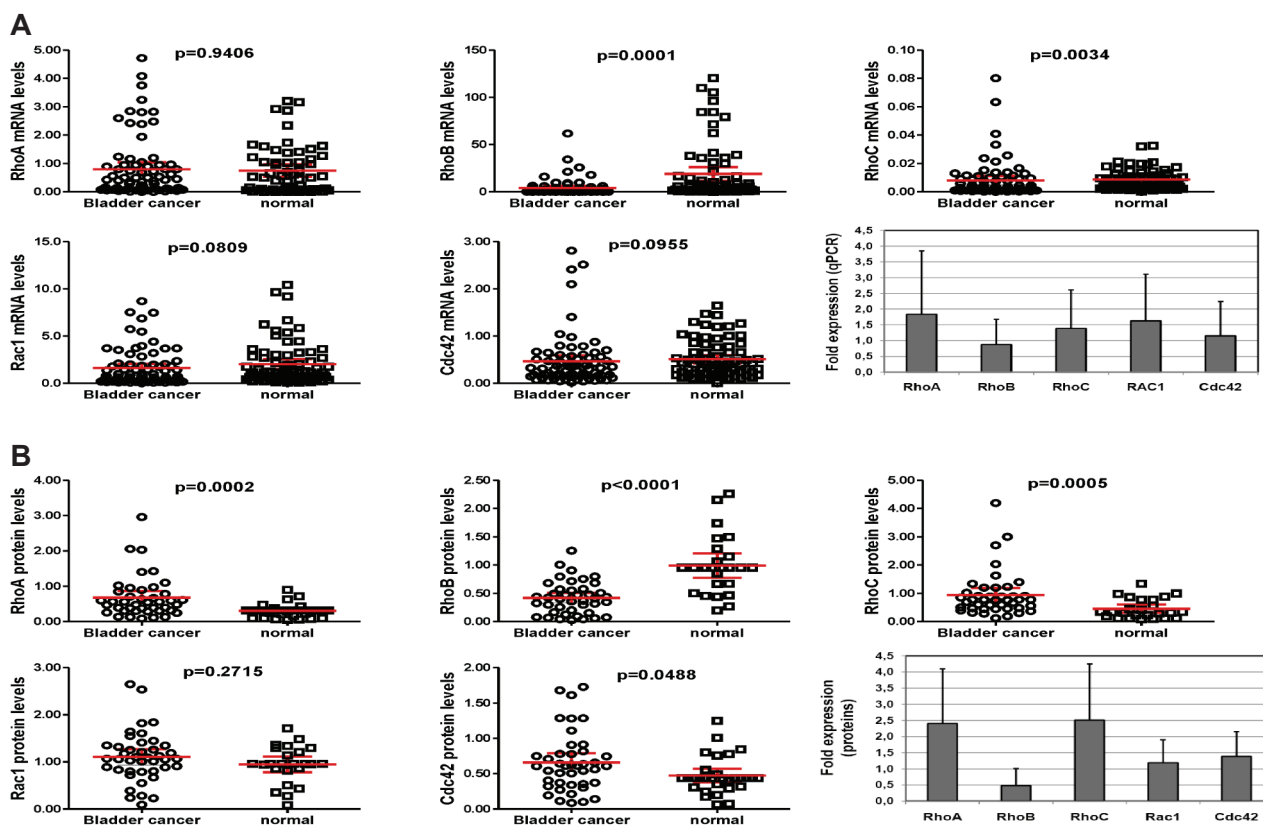 A
p=0.9406
RhoA mRNA levels
5.00
4.00
3.00
2.00
1.00
0.00
Bladder cancer normal
p=0.0001
RhoB mRNA levels
150
100
50
0
Bladder cancer normal
p=0.0034
RhoC mRNA levels
0.10
0.08
0.06
0.04
0.02
0.00
Bladder cancer normal
p=0.0809
Rac1 mRNA levels
15.0
10.0
5.0
0.0
Bladder cancer normal
p=0.0955
Cdc42 mRNA levels
3.00
2.00
1.00
0.00
Bladder cancer normal
Fold expression (qPCR)
4,5
4,0
3,5
3,0
2,5
2,0
1,5
1,0
0,5
0,0
RhoA RhoB RhoC RAC1 Cdc42
B
p=0.0002
RhoA protein levels
4.00
3.00
2.00
1.00
0.00
Bladder cancer normal
p<0.0001
RhoB protein levels
2.50
2.00
1.50
1.00
0.50
0.00
Bladder cancer normal
p=0.0005
RhoC protein levels
5.00
4.00
3.00
2.00
1.00
0.00
Bladder cancer normal
p=0.2715
Rac1 protein levels
3.00
2.00
1.00
0.00
Bladder cancer normal
p=0.0488
Cdc42 protein levels
2.00
1.50
1.00
0.50
0.00
Bladder cancer normal
Fold expression
(proteins)
4,5
4,0
3,5
3,0
2,5
2,0
1,5
1,0
0,5
0,0
RhoA RhoB RhoC Rac1 Cdc42